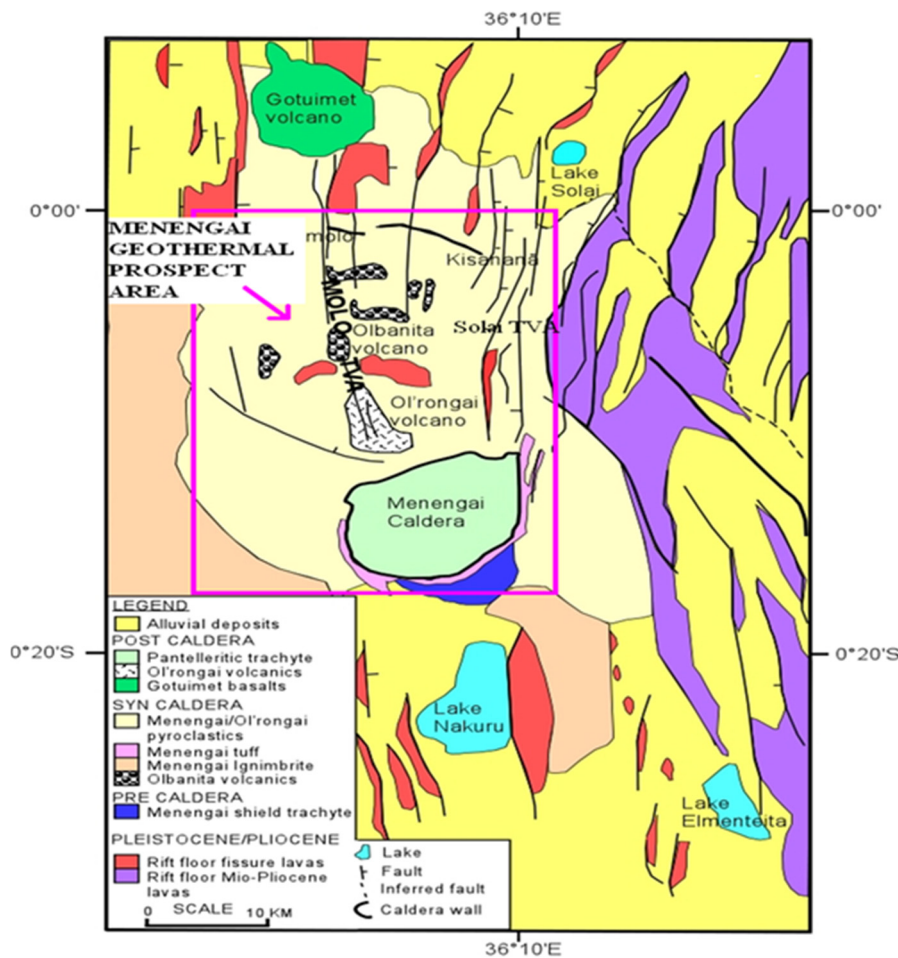 36°10'E
Gotuimet
volcano
Lake
Solai
0°00'
0°00'
MENENGAI
GEOTHERMAL
PROSPECT
AREA
molo
Kisanana
MOLO TVA
Olbanita
volcano
Solai TVA
Ol'rongai
volcano
Menengai
Caldera
LEGEND
Alluvial deposits
POST CALDERA
Pantelleritic trachyte
Ol'rongai volcanics
Gotuimet basalts
SYN CALDERA
Menengai/Ol'rongai
pyroclastics
Menengai tuff
Menengai Ignimbrite
Olbanita volcanics
PRE CALDERA
Menengai shield trachyte
PLEISTOCENE/PLIOCENE
Rift floor fissure lavas
Rift floor Mio-Pliocene
lavas
0 SCALE 10 KM
Lake
Fault
Inferred fault
Caldera wall
0°20'S
0°20'S
Lake
Nakuru
Lake
Elmenteita
36°10'E